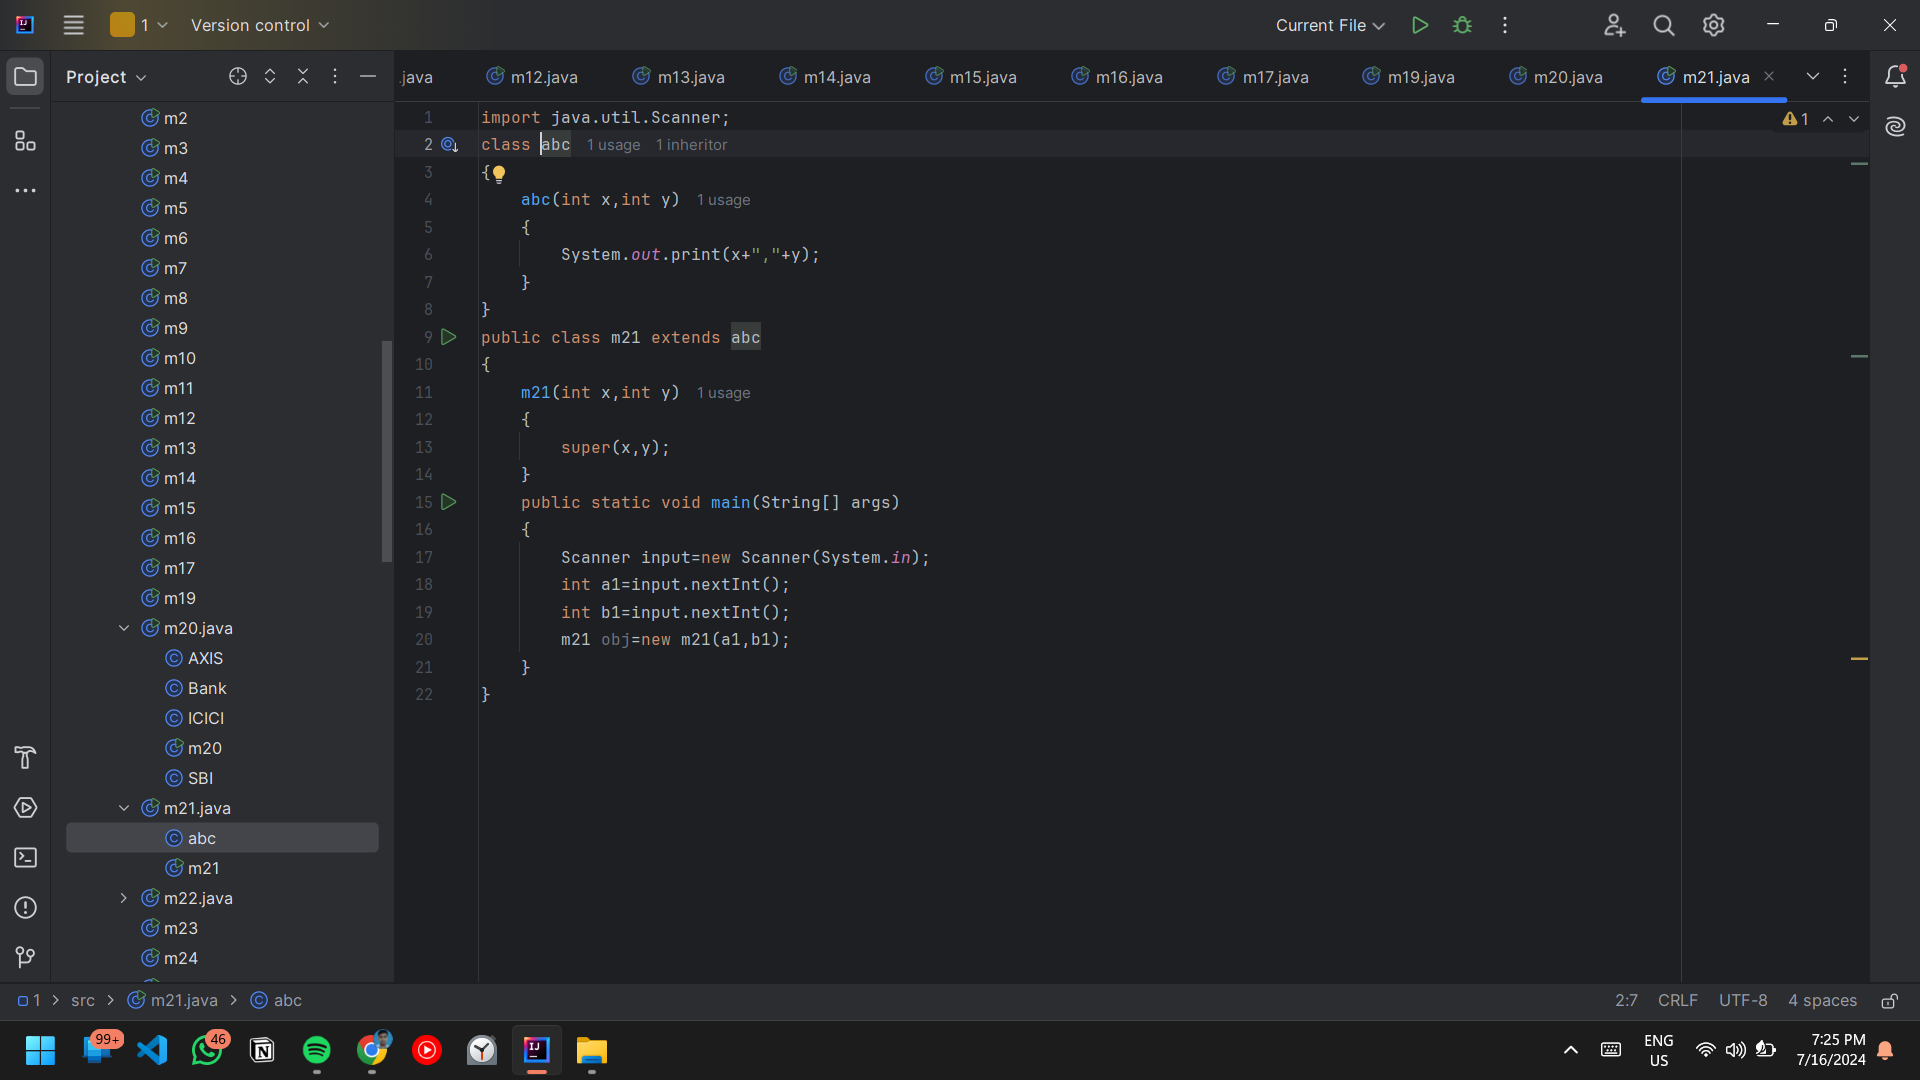 1
Version control
Current File
Project
.java
m12.java
m13.java
m14.java
m15.java
m16.java
m17.java
m19.java
m20.java
m21.java
m2
m3
m4
m5
m6
m7
m8
m9
m10
m11
m12
m13
m14
m15
m16
m17
m19
m20.java
AXIS
Bank
ICICI
m20
SBI
m21.java
abc
m21
m22.java
m23
m24
1 import java.util.Scanner;
2 class abc 1 usage 1 inheritor
3 {
4 abc(int x,int y) 1 usage
5 {
6 System.out.print(x+","+y);
7 }
8 }
9 public class m21 extends abc
10 {
11 m21(int x,int y) 1 usage
12 {
13 super(x,y);
14 }
15 public static void main(String[] args)
16 {
17 Scanner input=new Scanner(System.in);
18 int a1=input.nextInt();
19 int b1=input.nextInt();
20 m21 obj=new m21(a1,b1);
21 }
22 }
1
1 > src > m21.java > abc
2:7 CRLF UTF-8 4 spaces
99+
46
ENG
US
7:25 PM
7/16/2024